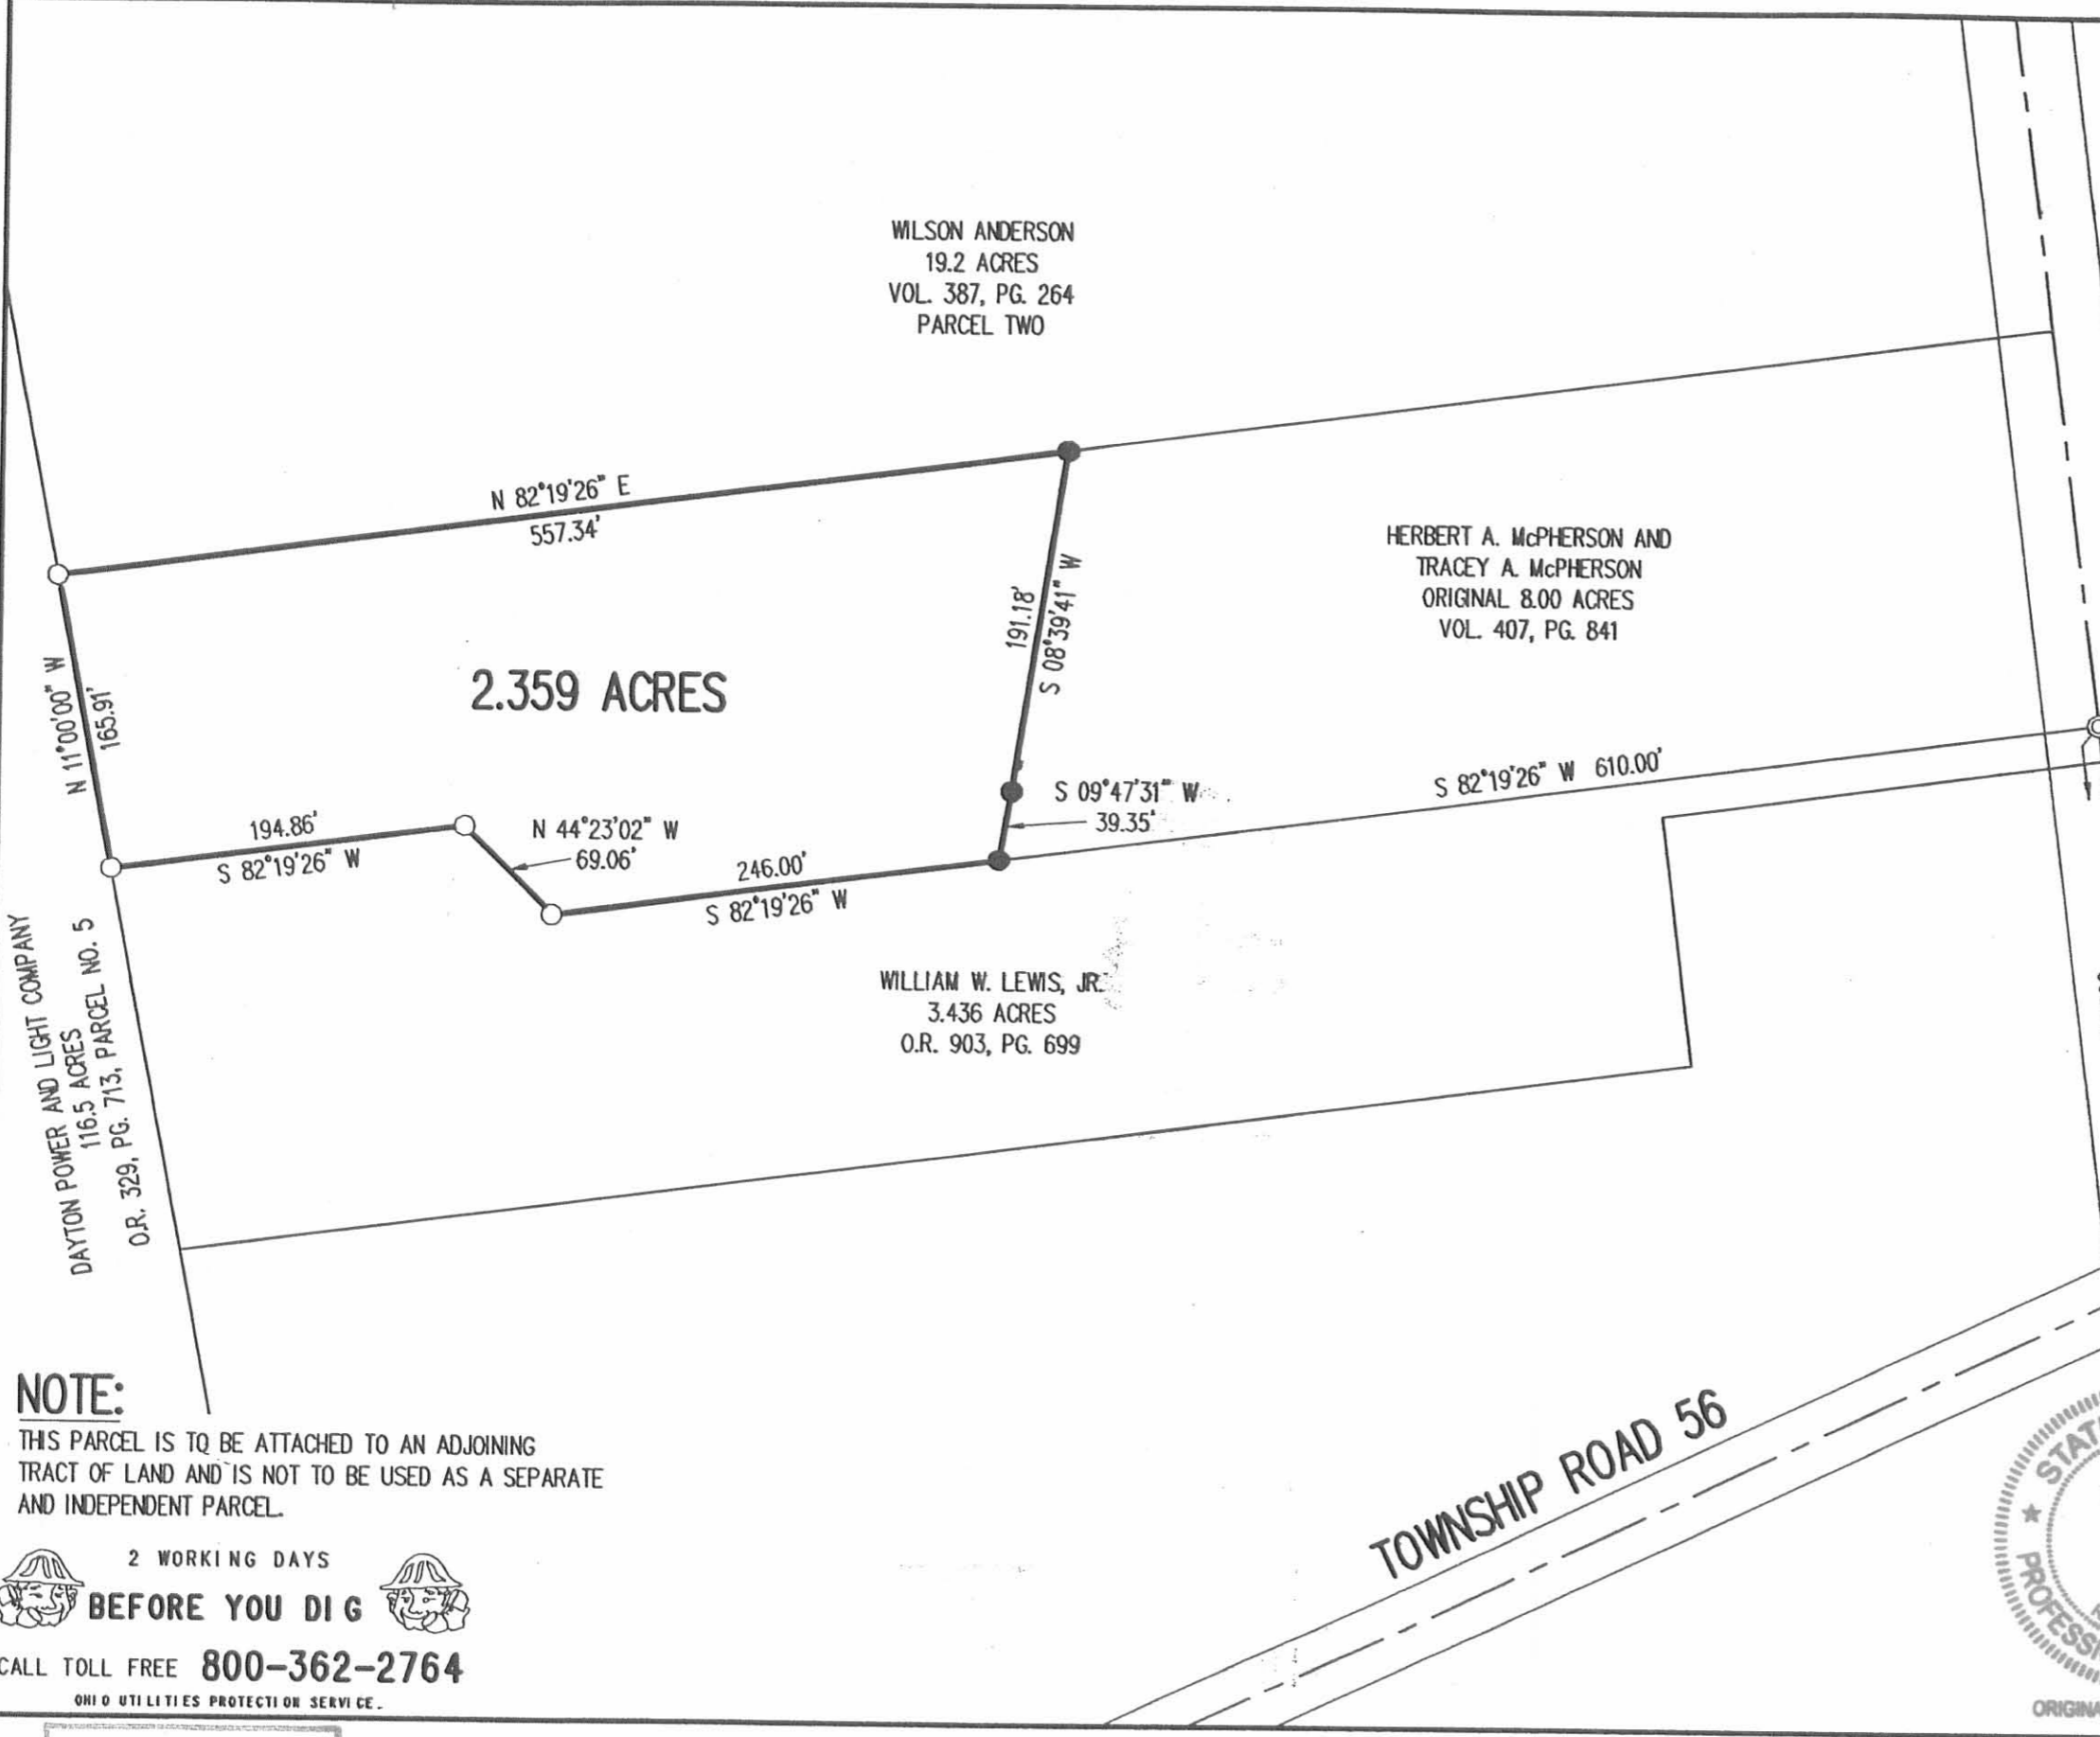 WILSON ANDERSON
19.2 ACRES
VOL. 387, PG. 264
PARCEL TWO
N 82°19'26" E
557.34'
HERBERT A. McPHERSON AND
TRACEY A. McPHERSON
ORIGINAL 8.00 ACRES
VOL. 407, PG. 841
191.18'
S 08°39'41" W
2.359 ACRES
N 11°00'00" W
165.91'
S 09°47'31" W
39.35'
S 82°19'26" W 610.00'
194.86'
S 82°19'26" W
N 44°23'02" W
69.06'
246.00'
S 82°19'26" W
WILLIAM W. LEWIS, JR.
3.436 ACRES
O.R. 903, PG. 699
DAYTON POWER AND LIGHT COMPANY
116.5 ACRES
O.R. 329, PG. 713, PARCEL NO. 5
NOTE:
THIS PARCEL IS TO BE ATTACHED TO AN ADJOINING
TRACT OF LAND AND IS NOT TO BE USED AS A SEPARATE
AND INDEPENDENT PARCEL.
2 WORKING DAYS
BEFORE YOU DIG
CALL TOLL FREE 800-362-2764
OHIO UTILITIES PROTECTION SERVICE.
TOWNSHIP ROAD 56